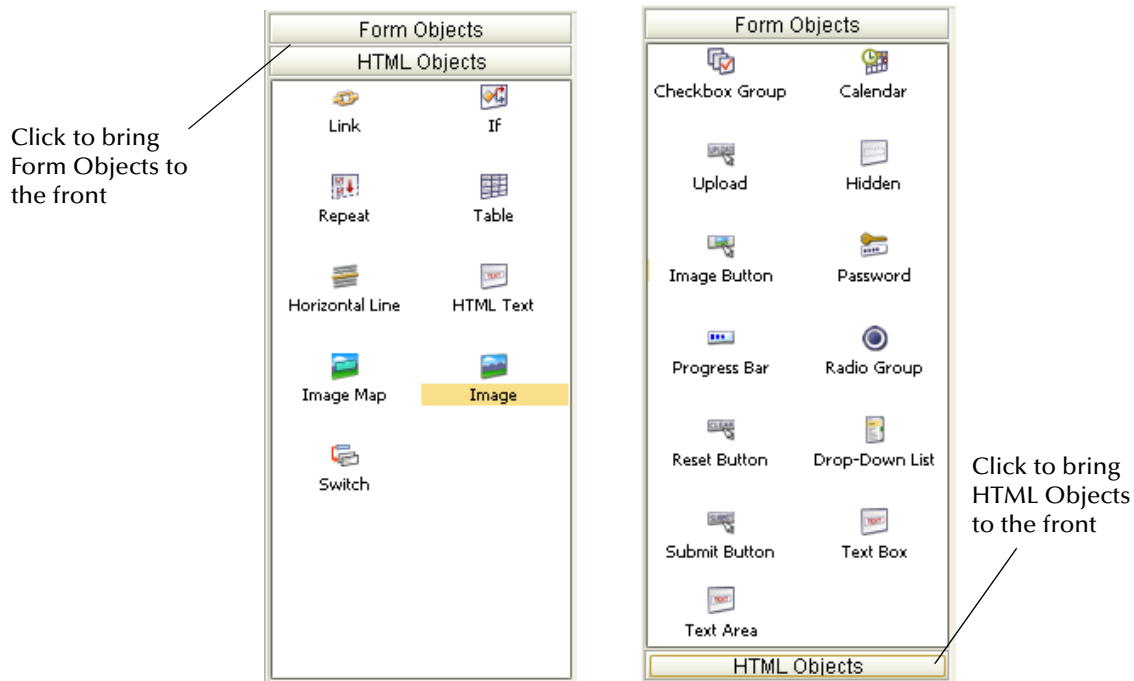 Click to bring
Form Objects to
the front
Form Objects
HTML Objects
Link
If
Repeat
Table
Horizontal Line
HTML Text
Image Map
Image
Switch
Form Objects
Checkbox Group
Calendar
Upload
Hidden
Image Button
Password
Progress Bar
Radio Group
Reset Button
Drop-Down List
Submit Button
Text Box
Text Area
HTML Objects
Click to bring
HTML Objects
to the front